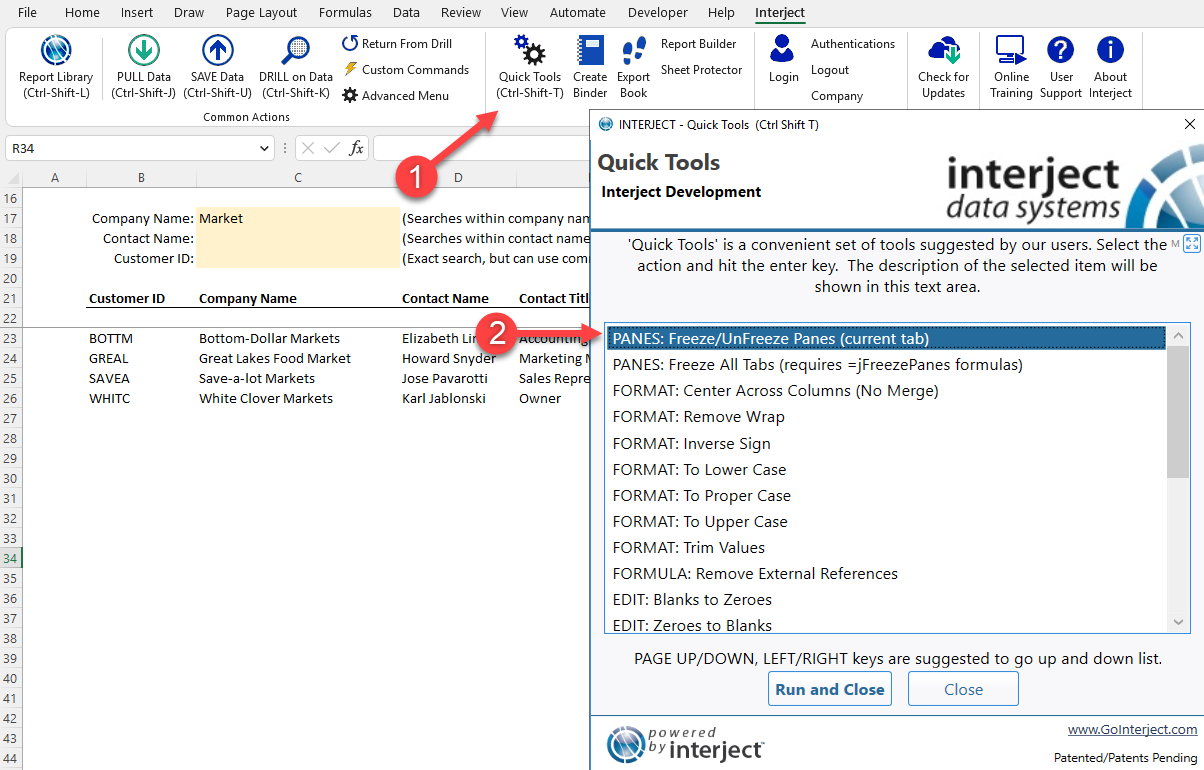 File Home Insert Draw Page Layout Formulas Data Review View Automate Developer Help Interject
Report Library
(Ctrl-Shift-L)
PULL Data
(Ctrl-Shift-J)
SAVE Data
(Ctrl-Shift-U)
DRILL on Data
(Ctrl-Shift-K)
Return From Drill
Custom Commands
Advanced Menu
Common Actions
Quick Tools
(Ctrl-Shift-T)
Create
Binder
Export
Book
Report Builder
Sheet Protector
Login
Authentications
Logout
Company
Check for
Updates
Online
Training
User
Support
About
Interject
R34
fx
1
A B C D
16
17 Company Name: Market (Searches within company nam
18 Contact Name: (Searches within contact name
19 Customer ID: (Exact search, but can use com
20
21 Customer ID Company Name Contact Name Contact Titl
22
23 BOTTM Bottom-Dollar Markets Elizabeth Lin Accounting
24 GREAL Great Lakes Food Market Howard Snyder Marketing M
25 SAVEA Save-a-lot Markets Jose Pavarotti Sales Repre
26 WHITC White Clover Markets Karl Jablonski Owner
27
28
29
30
31
32
33
34
35
36
37
38
39
40
41
42
43
44
2
INTERJECT - Quick Tools (Ctrl Shift T)
Quick Tools
Interject Development
interject
data systems
'Quick Tools' is a convenient set of tools suggested by our users. Select the M
action and hit the enter key. The description of the selected item will be
shown in this text area.
PANES: Freeze/UnFreeze Panes (current tab)
PANES: Freeze All Tabs (requires =jFreezePanes formulas)
FORMAT: Center Across Columns (No Merge)
FORMAT: Remove Wrap
FORMAT: Inverse Sign
FORMAT: To Lower Case
FORMAT: To Proper Case
FORMAT: To Upper Case
FORMAT: Trim Values
FORMULA: Remove External References
EDIT: Blanks to Zeroes
EDIT: Zeroes to Blanks
PAGE UP/DOWN, LEFT/RIGHT keys are suggested to go up and down list.
Run and Close Close
powered
by interject™
www.GoInterject.com
Patented/Patents Pending